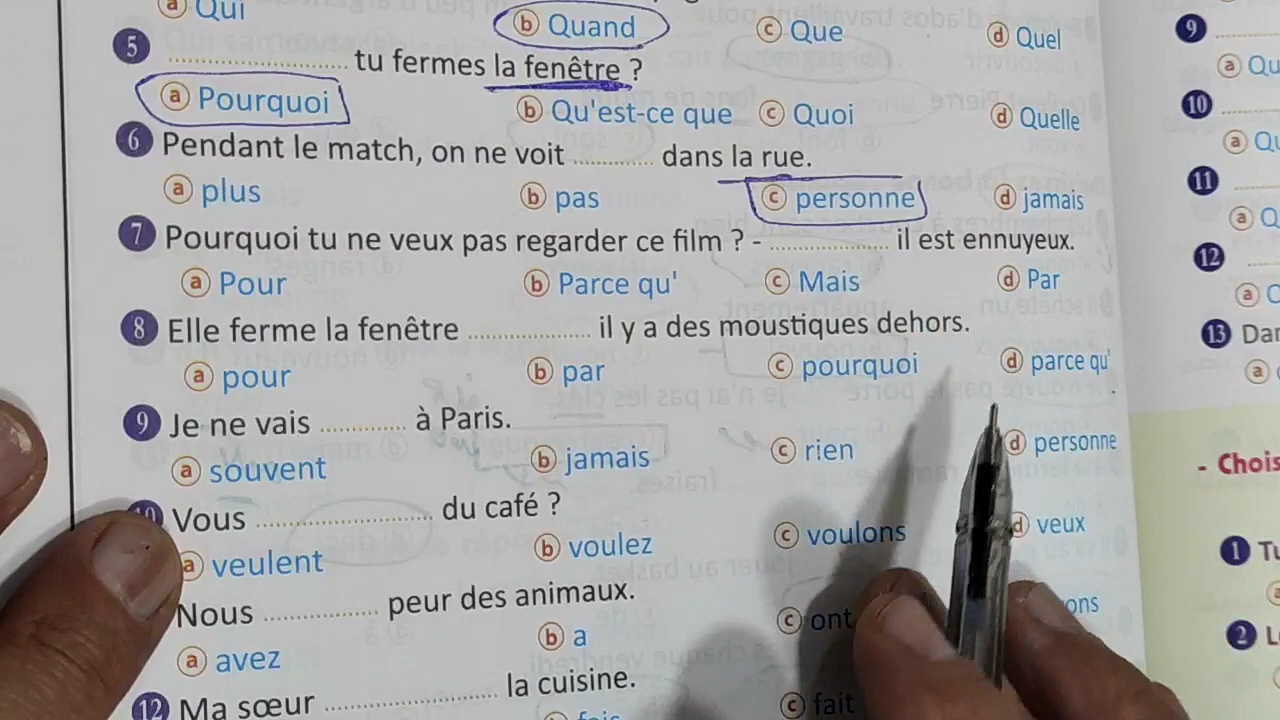 a Qui b Quand c Que d Quel
5 ............ tu fermes la fenêtre ?
a Pourquoi b Qu'est-ce que c Quoi d Quelle
6 Pendant le match, on ne voit ............ dans la rue.
a plus b pas c personne d jamais
7 Pourquoi tu ne veux pas regarder ce film ? - ............ il est ennuyeux.
a Pour b Parce qu' c Mais d Par
8 Elle ferme la fenêtre ............ il y a des moustiques dehors.
a pour b par c pourquoi d parce qu'
9 Je ne vais ............ à Paris.
a souvent b jamais c rien d personne
10 Vous ............ du café ?
a veulent b voulez c voulons d veux
Nous ............ peur des animaux.
a avez b a c ont
12 Ma sœur ............ la cuisine.
c fait
9
a Qu
10
a Qu
11
a Q
12
a
13 Dan
a
- Chois
1 Tu
a
2 L